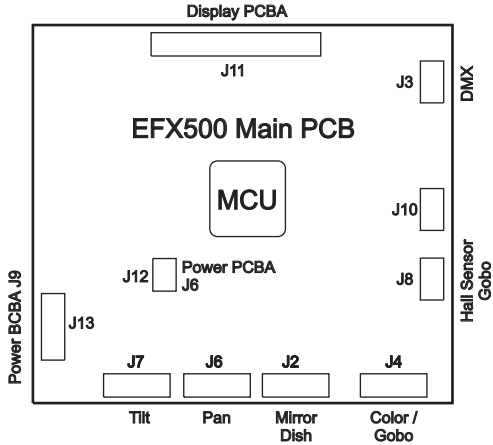 Display PCBA
J11
J3
DMX
EFX500 Main PCB
MCU
J10
J12
Power PCBA
J6
J8
Hall Sensor
Gobo
Power BCBA J9
J13
J7
J6
J2
J4
Tilt
Pan
Mirror
Dish
Color /
Gobo